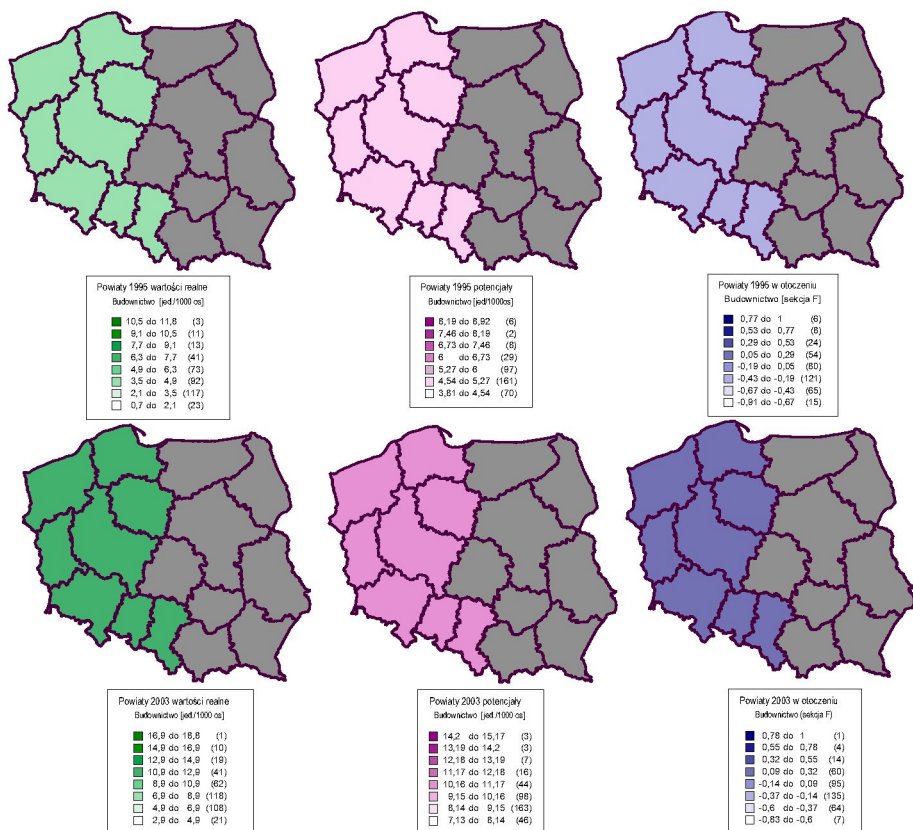 Powiaty 1995 wartości realne
Budownictwo [jed./1000 os]
10,5 do 11,8 (3)
9,1 do 10,5 (11)
7,7 do 9,1 (13)
6,3 do 7,7 (41)
4,9 do 6,3 (73)
3,5 do 4,9 (92)
2,1 do 3,5 (117)
0,7 do 2,1 (23)
Powiaty 1995 potencjały
Budownictwo [jed/1000os]
8,19 do 8,92 (6)
7,46 do 8,19 (2)
6,73 do 7,46 (8)
6 do 6,73 (29)
5,27 do 6 (97)
4,54 do 5,27 (161)
3,81 do 4,54 (70)
Powiaty 1995 w otoczeniu
Budownictwo [sekcja F]
0,77 do 1 (6)
0,53 do 0,77 (8)
0,29 do 0,53 (24)
0,05 do 0,29 (54)
-0,19 do 0,05 (80)
-0,43 do -0,19 (121)
-0,67 do -0,43 (65)
-0,91 do -0,67 (15)
Powiaty 2003 wartości realne
Budownictwo [jed./1000 os]
16,9 do 18,8 (1)
14,9 do 16,9 (10)
12,9 do 14,9 (19)
10,9 do 12,9 (41)
8,9 do 10,9 (62)
6,9 do 8,9 (118)
4,9 do 6,9 (108)
2,9 do 4,9 (21)
Powiaty 2003 potencjały
Budownictwo [jed./1000 os]
14,2 do 15,17 (3)
13,19 do 14,2 (3)
12,18 do 13,19 (7)
11,17 do 12,18 (16)
10,16 do 11,17 (44)
9,15 do 10,16 (98)
8,14 do 9,15 (163)
7,13 do 8,14 (46)
Powiaty 2003 w otoczeniu
Budownictwo (sekcja F)
0,78 do 1 (1)
0,55 do 0,78 (4)
0,32 do 0,55 (14)
0,09 do 0,32 (60)
-0,14 do 0,09 (95)
-0,37 do -0,14 (135)
-0,6 do -0,37 (64)
-0,83 do -0,6 (7)